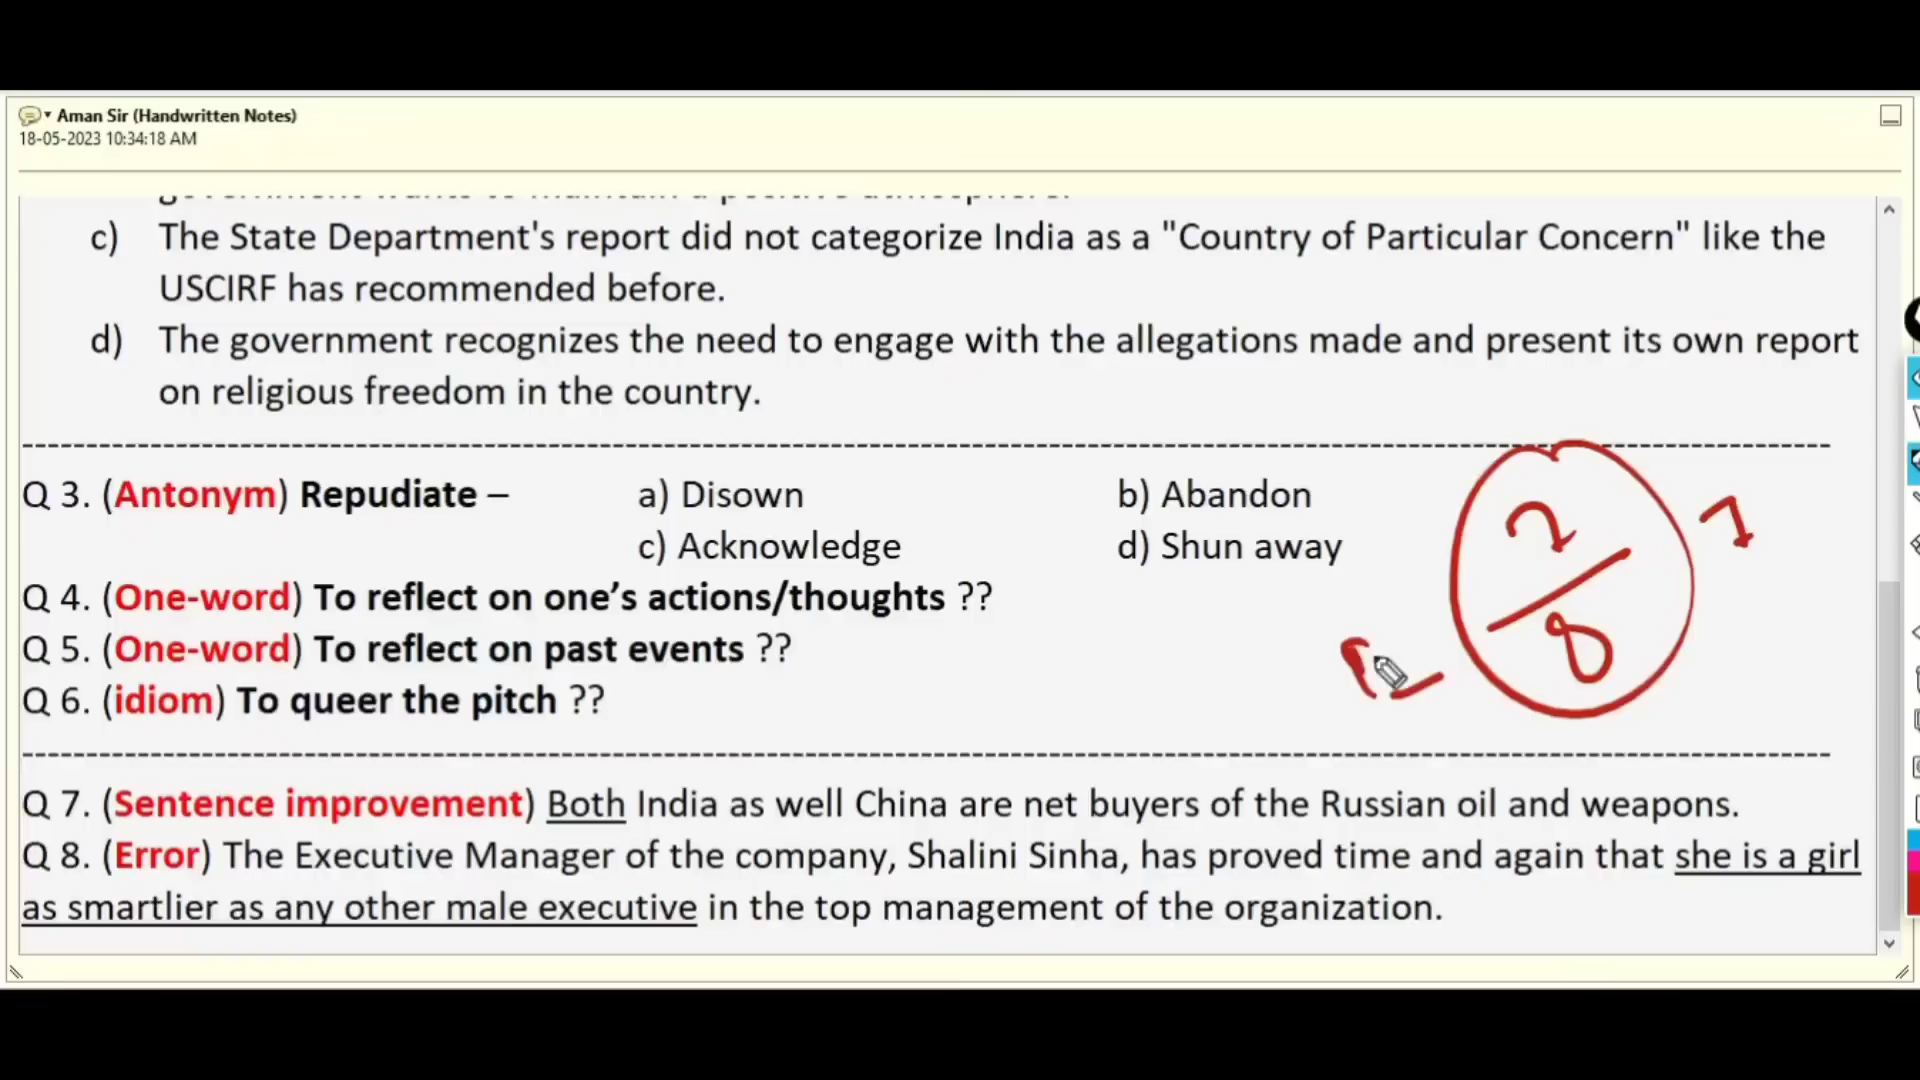 Aman Sir (Handwritten Notes)
18-05-2023 10:34:18 AM
government wants to maintain a positive atmosphere.
c) The State Department's report did not categorize India as a "Country of Particular Concern" like the
USCIRF has recommended before.
d) The government recognizes the need to engage with the allegations made and present its own report
on religious freedom in the country.
Q 3. (Antonym) Repudiate – a) Disown b) Abandon
c) Acknowledge d) Shun away
Q 4. (One-word) To reflect on one’s actions/thoughts ??
Q 5. (One-word) To reflect on past events ??
Q 6. (idiom) To queer the pitch ??
2
8
Q 7. (Sentence improvement) Both India as well China are net buyers of the Russian oil and weapons.
Q 8. (Error) The Executive Manager of the company, Shalini Sinha, has proved time and again that she is a girl
as smartlier as any other male executive in the top management of the organization.